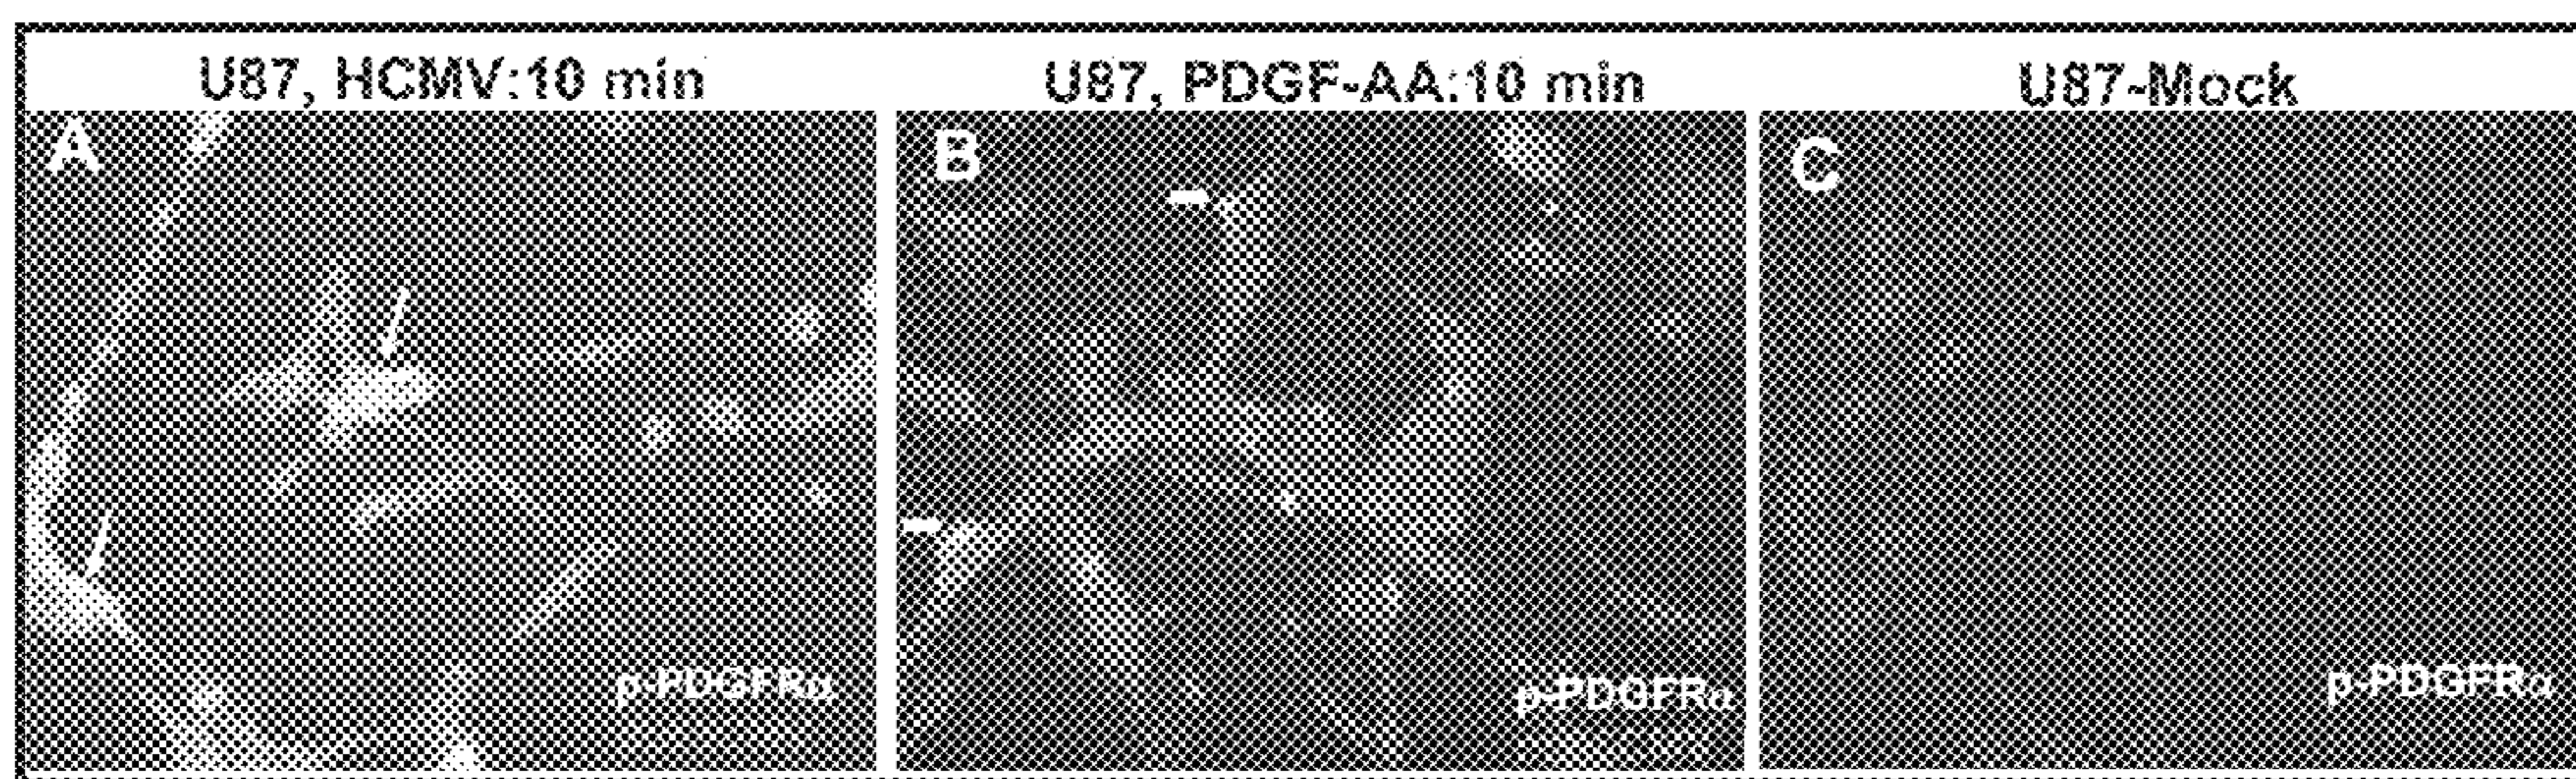 U87, HCMV:10 min
U87, PDGF-AA:10 min
U87-Mock
A
B
C
p-PDGFRα
p-PDGFRα
p-PDGFRα